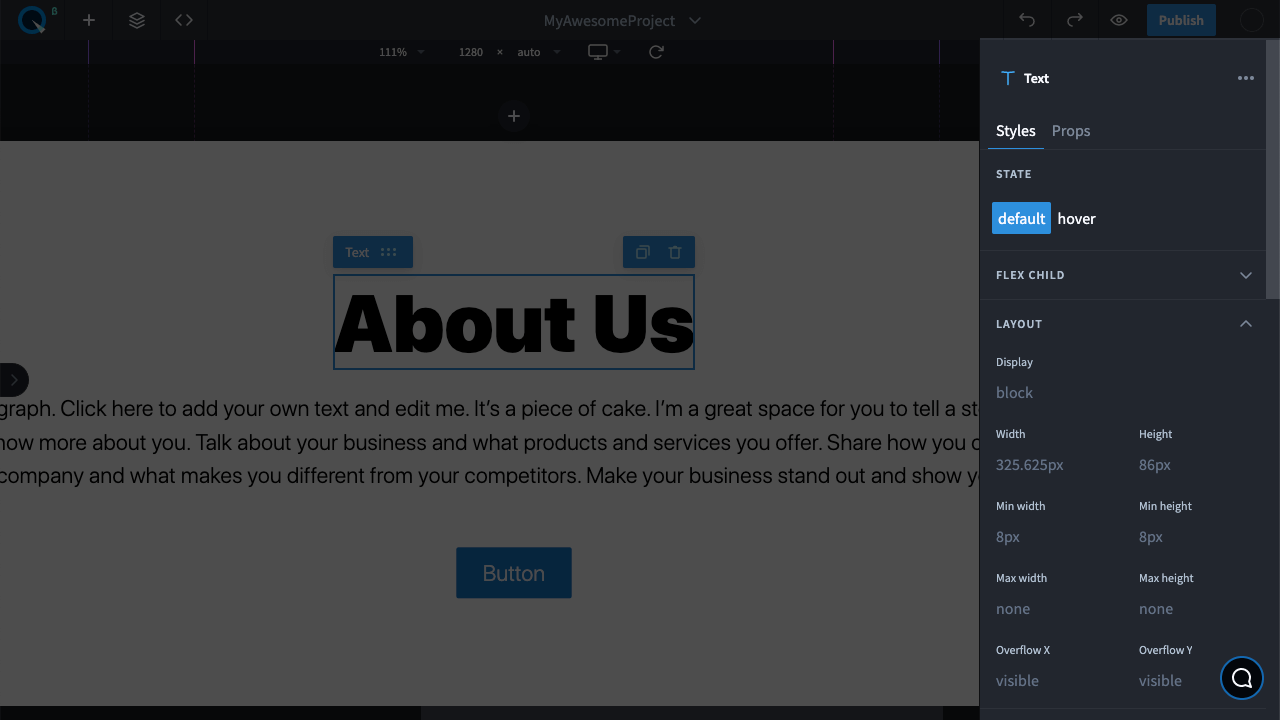 β
MyAwesomeProject
Publish
111%
1280 × auto
Text
About Us
graph. Click here to add your own text and edit me. It's a piece of cake. I'm a great space for you to tell a st
now more about you. Talk about your business and what products and services you offer. Share how you c
company and what makes you different from your competitors. Make your business stand out and show y
Button
Text
Styles Props
STATE
default hover
FLEX CHILD
LAYOUT
Display
block
Width Height
325.625px 86px
Min width Min height
8px 8px
Max width Max height
none none
Overflow X Overflow Y
visible visible